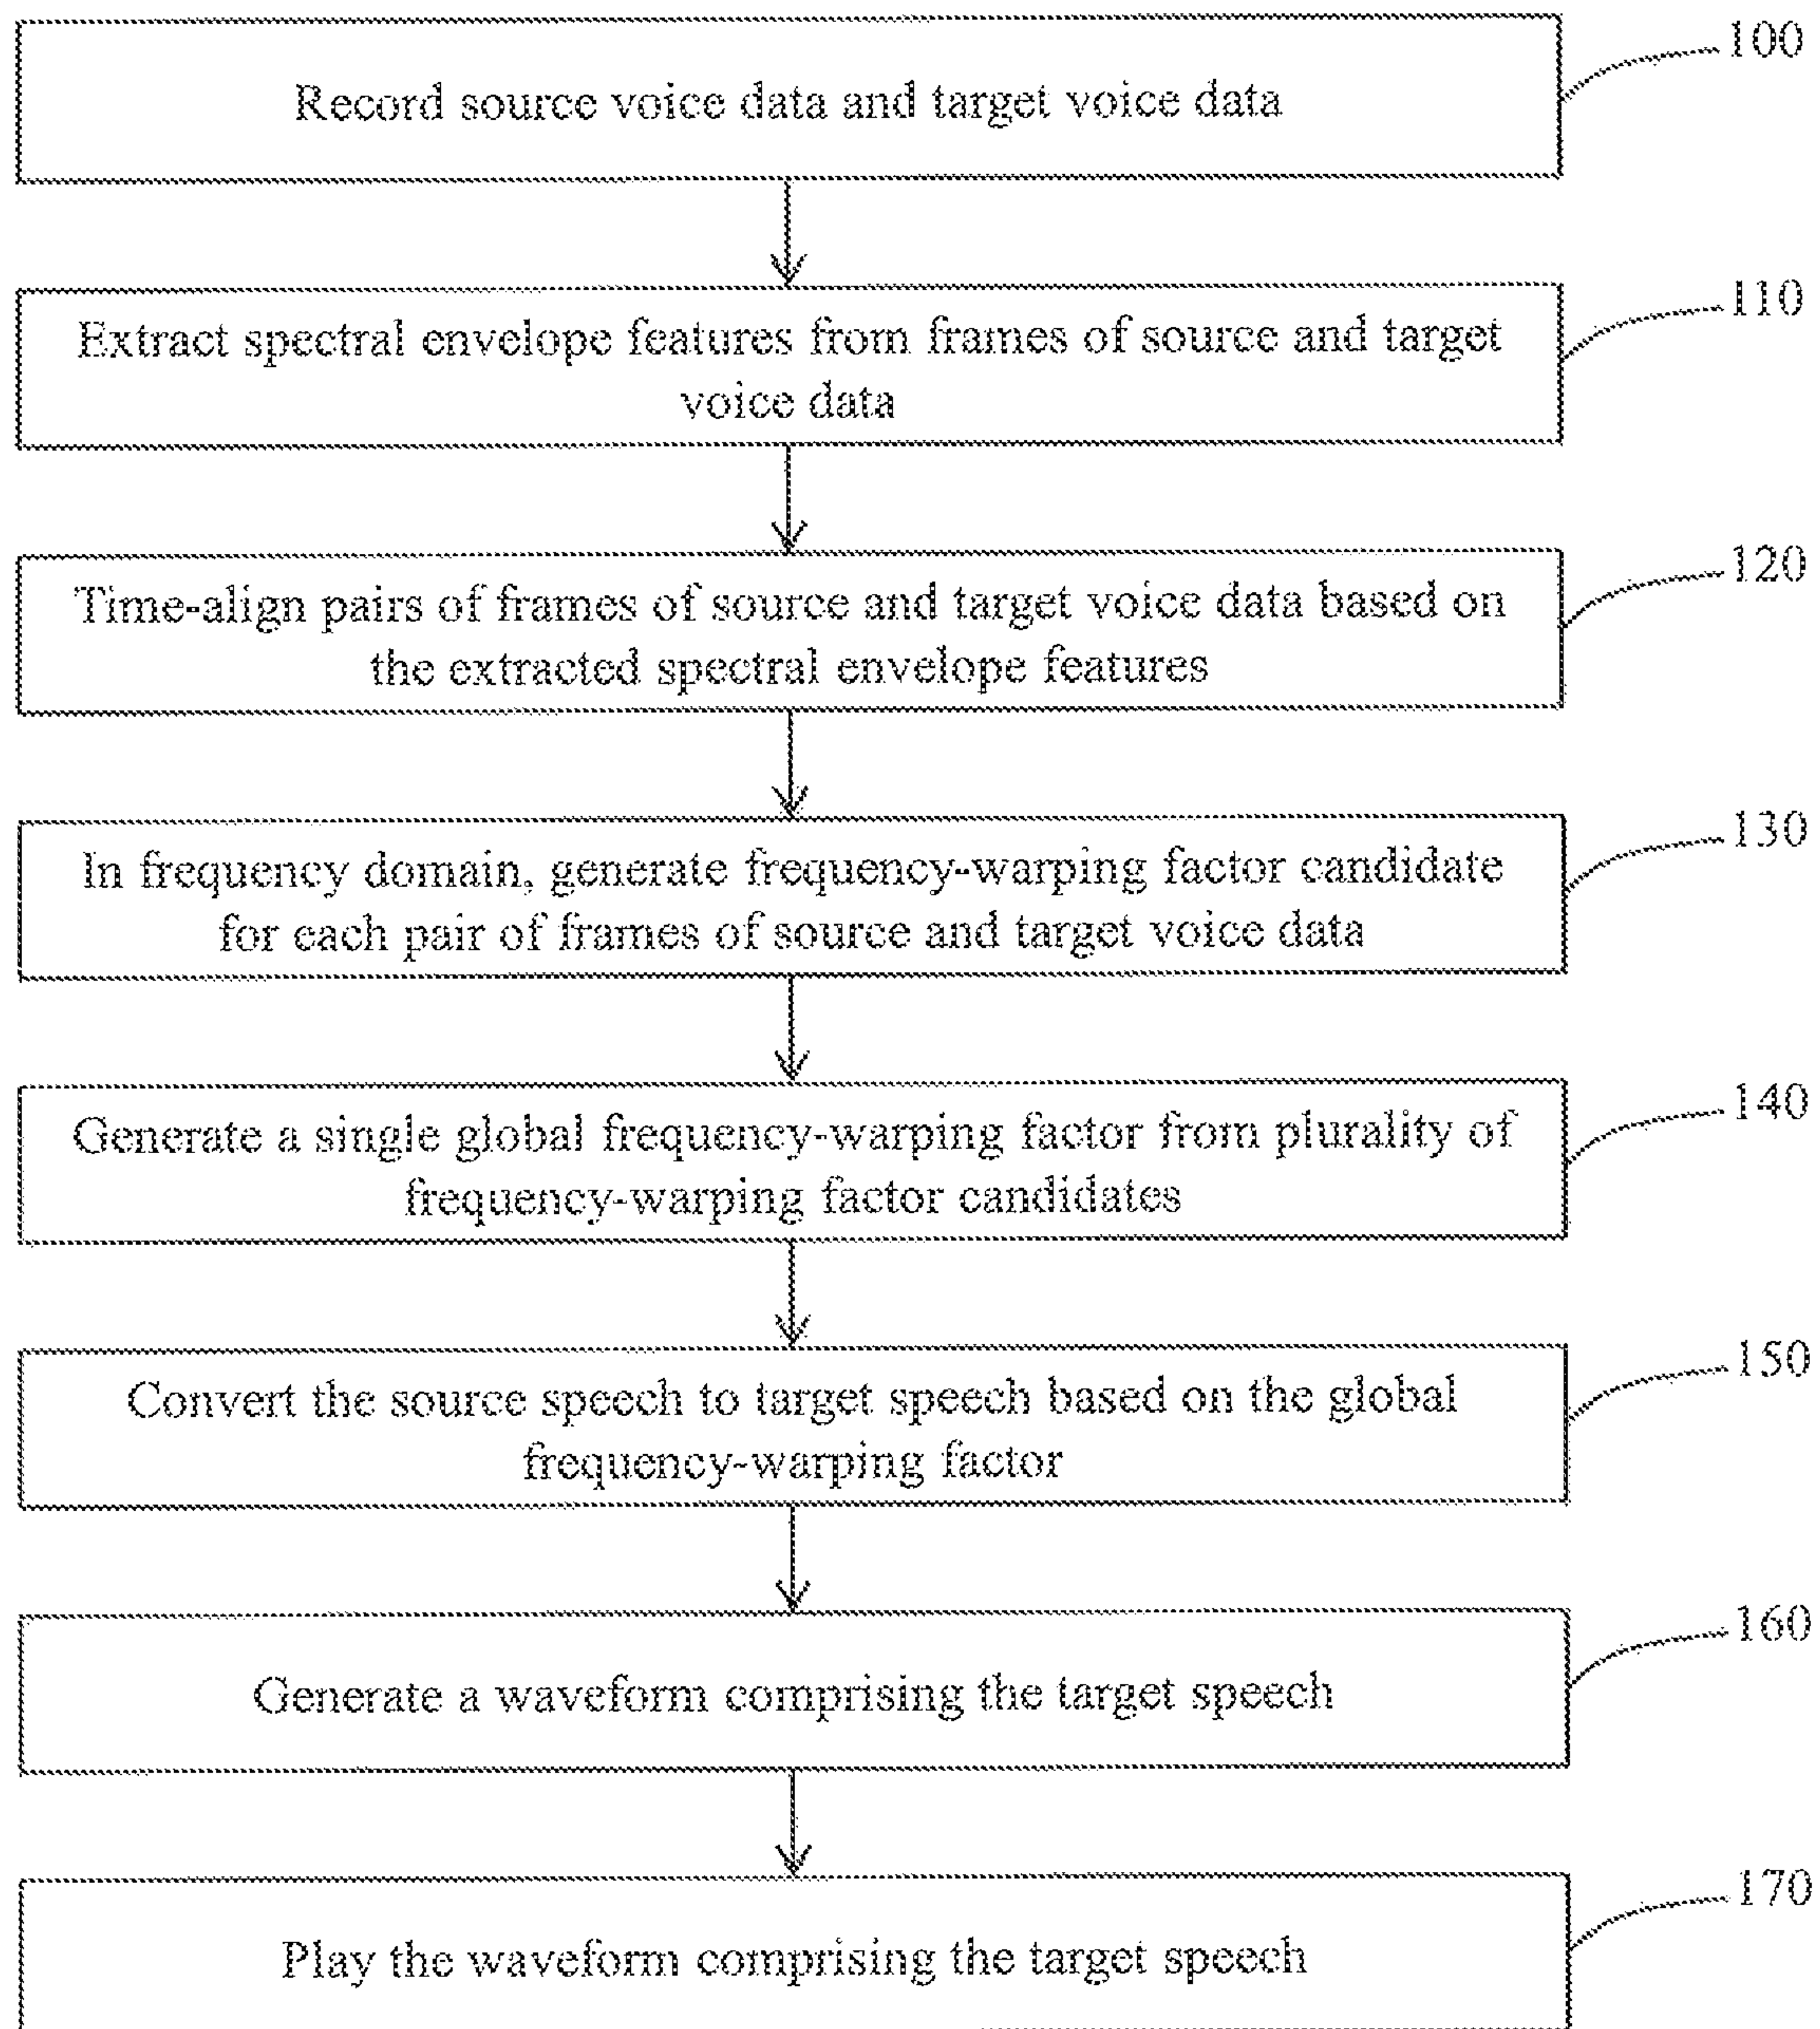 100
Record source voice data and target voice data
110
Extract spectral envelope features from frames of source and target
voice data
120
Time-align pairs of frames of source and target voice data based on
the extracted spectral envelope features
130
In frequency domain, generate frequency-warping factor candidate
for each pair of frames of source and target voice data
140
Generate a single global frequency-warping factor from plurality of
frequency-warping factor candidates
150
Convert the source speech to target speech based on the global
frequency-warping factor
160
Generate a waveform comprising the target speech
170
Play the waveform comprising the target speech